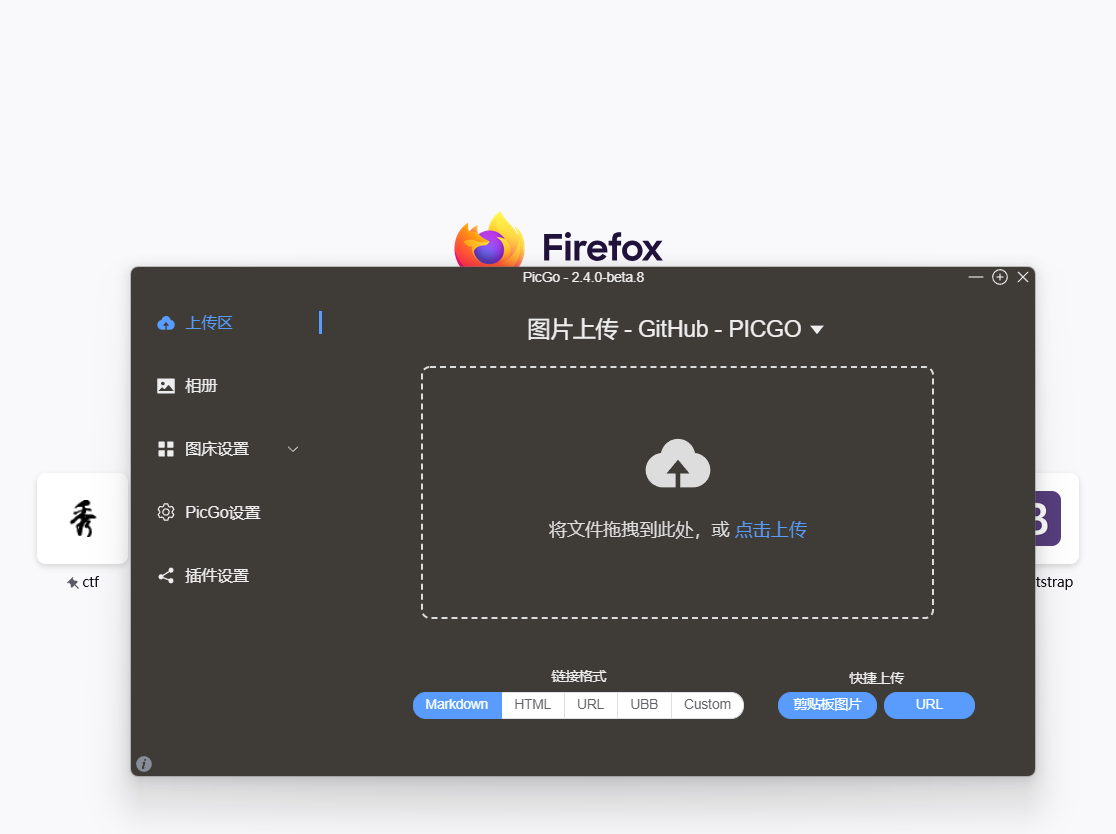 Firefox
PicGo - 2.4.0-beta.8
上传区
图片上传 - GitHub - PICGO
相册
图床设置
PicGo设置
插件设置
将文件拖拽到此处，或 点击上传
秀
ctf
B
tstrap
链接格式
快捷上传
Markdown HTML URL UBB Custom
剪贴板图片 URL
i